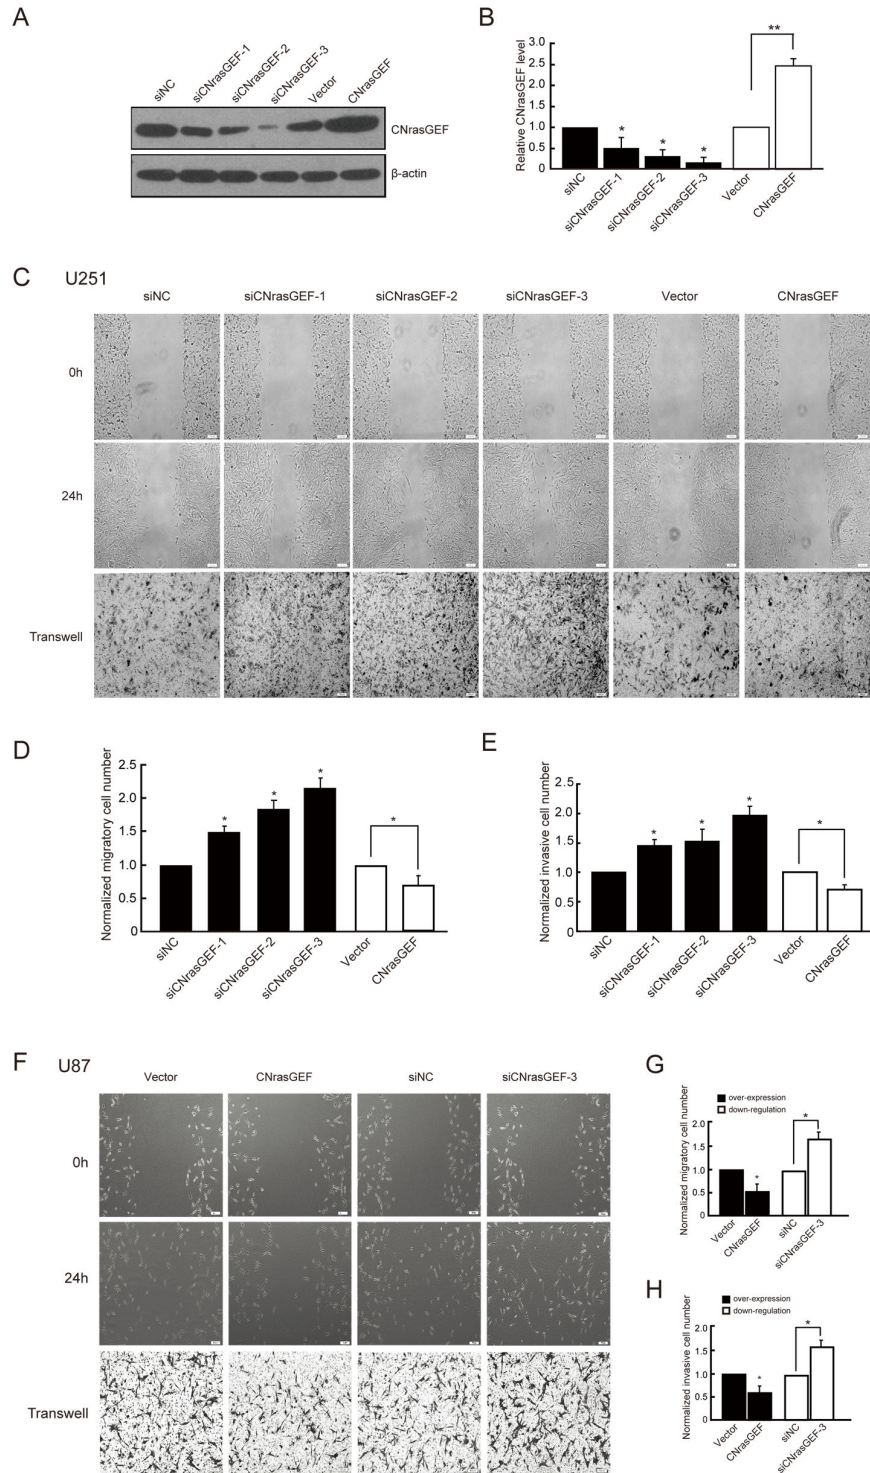 A
siNC
siCNrasGEF-1
siCNrasGEF-2
siCNrasGEF-3
Vector
CNrasGEF
CNrasGEF
β-actin
B
Relative CNrasGEF level
3.0
2.5
2.0
1.0
0.5
0
*
*
*
**
siNC
siCNrasGEF-1
siCNrasGEF-2
siCNrasGEF-3
Vector
CNrasGEF
C U251
siNC siCNrasGEF-1 siCNrasGEF-2 siCNrasGEF-3 Vector CNrasGEF
0h
24h
Transwell
D
Normalized migratory cell number
2.5
2.0
1.5
1.0
0.5
0
*
*
*
*
siNC
siCNrasGEF-1
siCNrasGEF-2
siCNrasGEF-3
Vector
CNrasGEF
E
Normalized invasive cell number
2.5
2.0
1.5
1.0
0.5
0
*
*
*
*
siNC
siCNrasGEF-1
siCNrasGEF-2
siCNrasGEF-3
Vector
CNrasGEF
F U87
Vector CNrasGEF siNC siCNrasGEF-3
0h
24h
Transwell
G
over-expression
down-regulation
Normalized migratory cell number
2.0
1.5
1.0
0.5
0
*
*
Vector
CNrasGEF
siNC
siCNrasGEF-3
H
over-expression
down-regulation
Normalized invasive cell number
2.0
1.5
1.0
0.5
0
*
*
Vector
CNrasGEF
siNC
siCNrasGEF-3